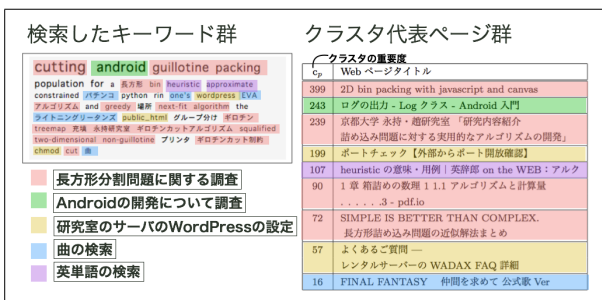 検索したキーワード群
cutting android guillotine packing
population for a 長方形 bin heuristic approximate
constrained パチンコ python rin one's wordpress EVA
アルゴリズム and greedy 場所 next-fit algorithm the
ライトニングリータンズ public_html グループ分け ギロチン
treemap 充填 永持研究室 ギロチンカットアルゴリズム squalified
two-dimensional non-guillotine プリンタ ギロチンカット制約
chmod cut 曲
長方形分割問題に関する調査
Androidの開発について調査
研究室のサーバのWordPressの設定
曲の検索
英単語の検索
クラスタ代表ページ群
クラスタの重要度
cp Web ページタイトル
399 2D bin packing with javascript and canvas
243 ログの出力 - Log クラス - Android 入門
239 京都大学 永持・趙研究室 「研究内容紹介
詰め込み問題に対する実用的なアルゴリズムの開発」
199 ポートチェック【外部からポート開放確認】
107 heuristic の意味・用例｜英辞郎 on the WEB：アルク
90 1 章 箱詰めの数理 1 1.1 アルゴリズムと計算量
. . . . . .3 - pdf.io
72 SIMPLE IS BETTER THAN COMPLEX.
長方形詰め込み問題の近似解法まとめ
57 よくあるご質問 —
レンタルサーバーの WADAX FAQ 詳細
16 FINAL FANTASY 仲間を求めて 公式歌 Ver